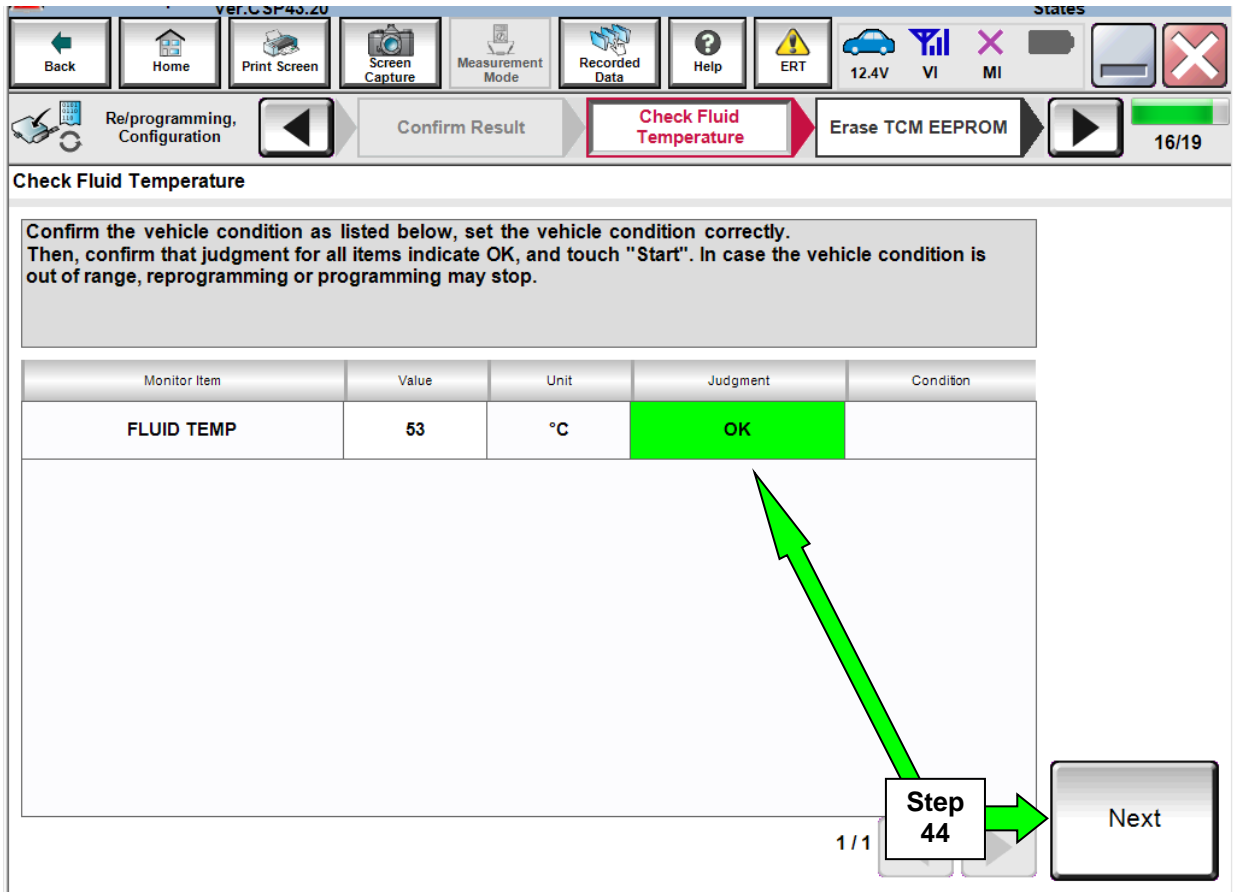 Ver.CSP43.20
States
Back
Home
Print Screen
Screen
Capture
Measurement
Mode
Recorded
Data
Help
ERT
12.4V
VI
MI
Re/programming,
Configuration
Confirm Result
Check Fluid
Temperature
Erase TCM EEPROM
16/19
Check Fluid Temperature
Confirm the vehicle condition as listed below, set the vehicle condition correctly.
Then, confirm that judgment for all items indicate OK, and touch "Start". In case the vehicle condition is
out of range, reprogramming or programming may stop.
Monitor Item
Value
Unit
Judgment
Condition
FLUID TEMP
53
°C
OK
Step
44
Next
1/1